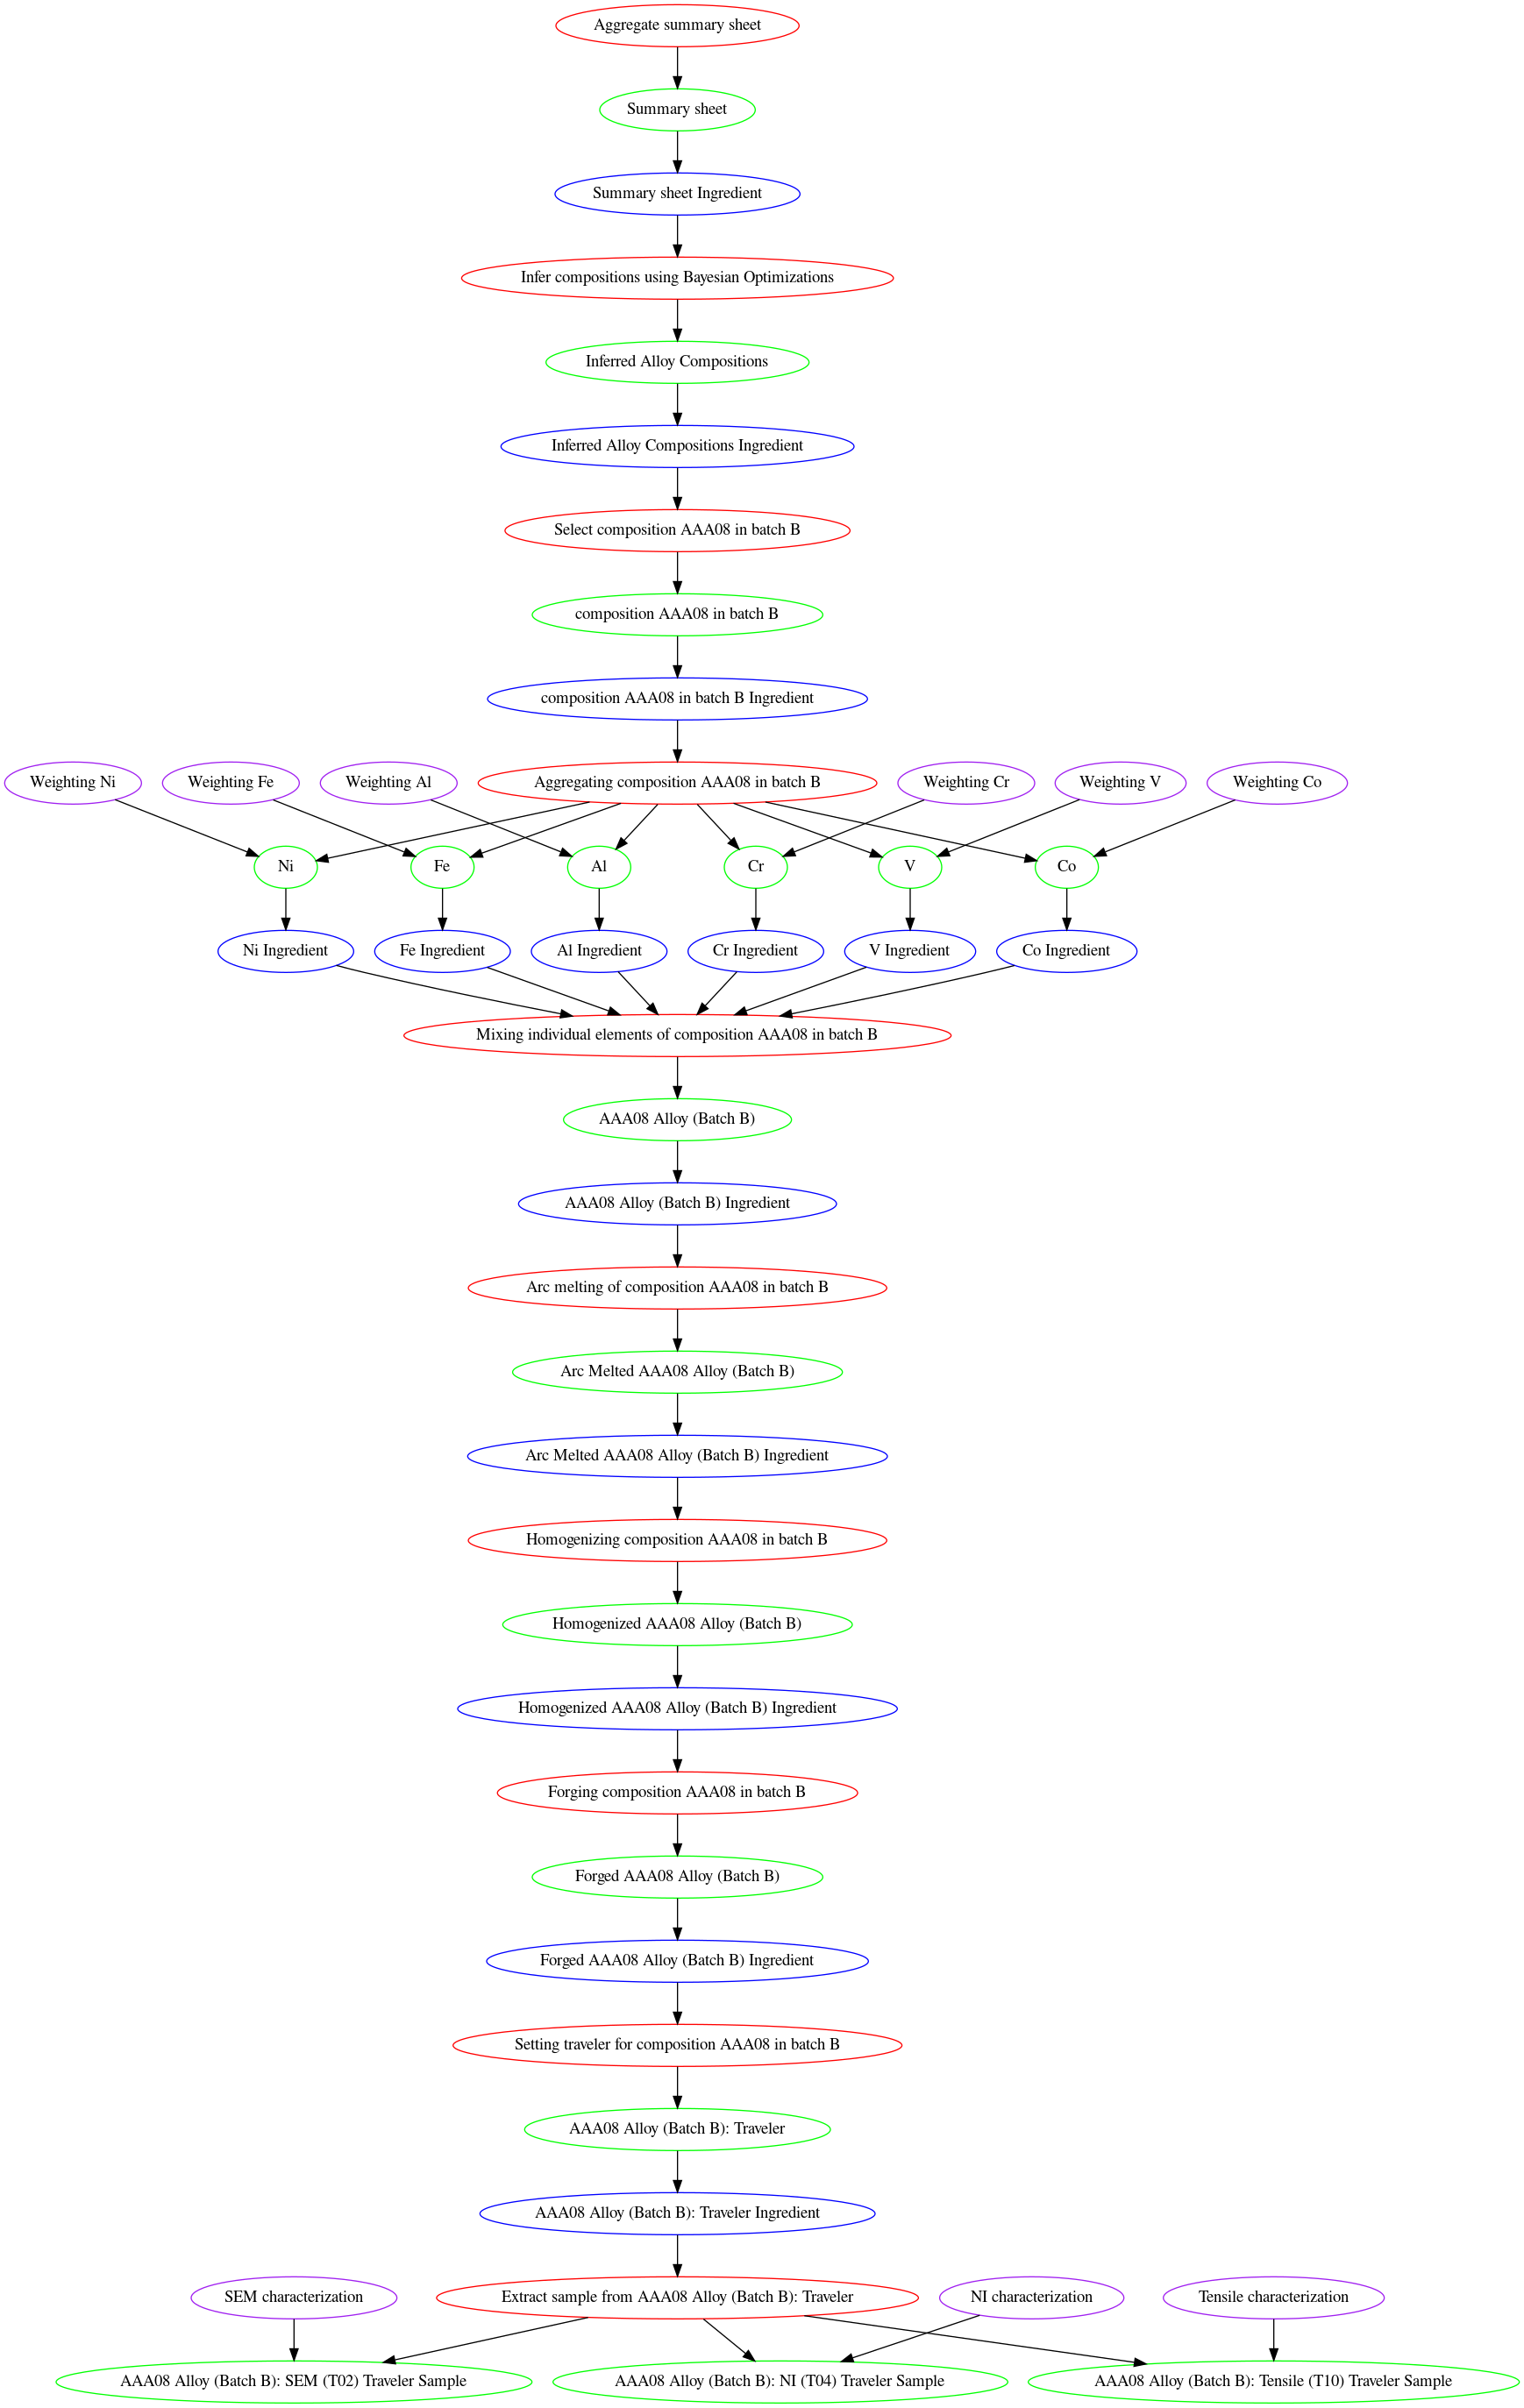 Aggregate summary sheet
Summary sheet
Summary sheet Ingredient
Infer compositions using Bayesian Optimizations
Inferred Alloy Compositions
Inferred Alloy Compositions Ingredient
Select composition AAA08 in batch B
composition AAA08 in batch B
composition AAA08 in batch B Ingredient
Weighting Ni
Weighting Fe
Weighting Al
Aggregating composition AAA08 in batch B
Weighting Cr
Weighting V
Weighting Co
Ni
Fe
Al
Cr
V
Co
Ni Ingredient
Fe Ingredient
Al Ingredient
Cr Ingredient
V Ingredient
Co Ingredient
Mixing individual elements of composition AAA08 in batch B
AAA08 Alloy (Batch B)
AAA08 Alloy (Batch B) Ingredient
Arc melting of composition AAA08 in batch B
Arc Melted AAA08 Alloy (Batch B)
Arc Melted AAA08 Alloy (Batch B) Ingredient
Homogenizing composition AAA08 in batch B
Homogenized AAA08 Alloy (Batch B)
Homogenized AAA08 Alloy (Batch B) Ingredient
Forging composition AAA08 in batch B
Forged AAA08 Alloy (Batch B)
Forged AAA08 Alloy (Batch B) Ingredient
Setting traveler for composition AAA08 in batch B
AAA08 Alloy (Batch B): Traveler
AAA08 Alloy (Batch B): Traveler Ingredient
SEM characterization
Extract sample from AAA08 Alloy (Batch B): Traveler
NI characterization
Tensile characterization
AAA08 Alloy (Batch B): SEM (T02) Traveler Sample
AAA08 Alloy (Batch B): NI (T04) Traveler Sample
AAA08 Alloy (Batch B): Tensile (T10) Traveler Sample